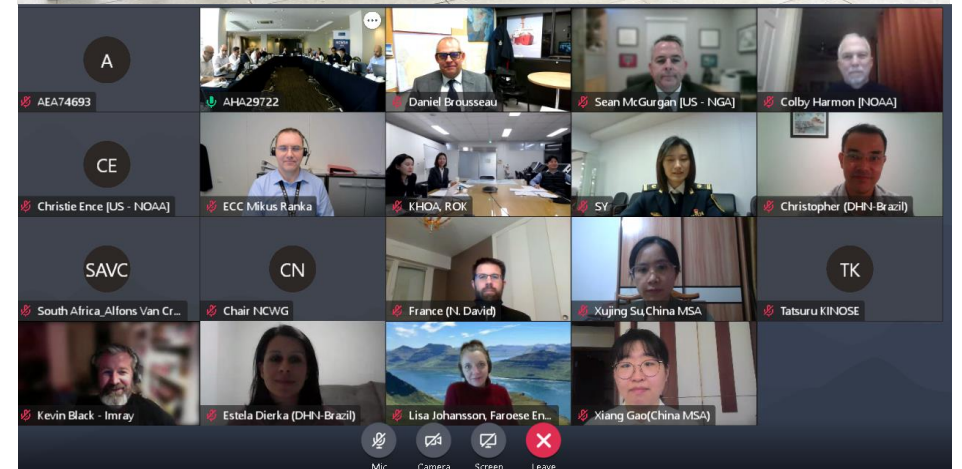 A
AEA74693
AHA29722
Daniel Brousseau
Sean McGurgan [US - NGA]
Colby Harmon [NOAA]
CE
Christie Ence [US - NOAA]
ECC Mikus Ranka
KHOA, ROK
SY
Christopher (DHN-Brazil)
SAVC
South Africa_Alfons Van Cr...
CN
Chair NCWG
France (N. David)
Xujing Su,China MSA
TK
Tatsuru KINOSE
Kevin Black - Imray
Estela Dierka (DHN-Brazil)
Lisa Johansson, Faroese En...
Xiang Gao(China MSA)
Mic
Camera
Screen
Leave